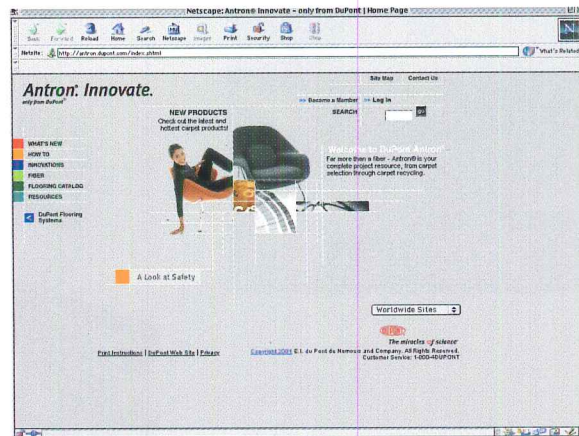 Netscape: Antron® Innovate - only from DuPont | Home Page
Back Forward Reload Home Search Netscape Images Print Security Shop Stop
Netsite: http://antron.dupont.com/index.shtml What's Related
Site Map Contact Us
Antron. Innovate.
only from DuPont
Become a Member Log In
NEW PRODUCTS
Check out the latest and
hottest carpet products!
SEARCH
WHAT'S NEW
HOW TO
INNOVATIONS
FIBER
FLOORING CATALOG
RESOURCES
DuPont Flooring
Systems
Welcome to DuPont Antron®
Far more than a fiber - Antron® is your
complete project resource, from carpet
selection through carpet recycling.
A Look at Safety
Worldwide Sites
The miracles of science
Print Instructions | DuPont Web Site | Privacy
Copyright 2001 E.I. du Pont de Nemours and Company. All Rights Reserved.
Customer Service: 1-800-4DUPONT